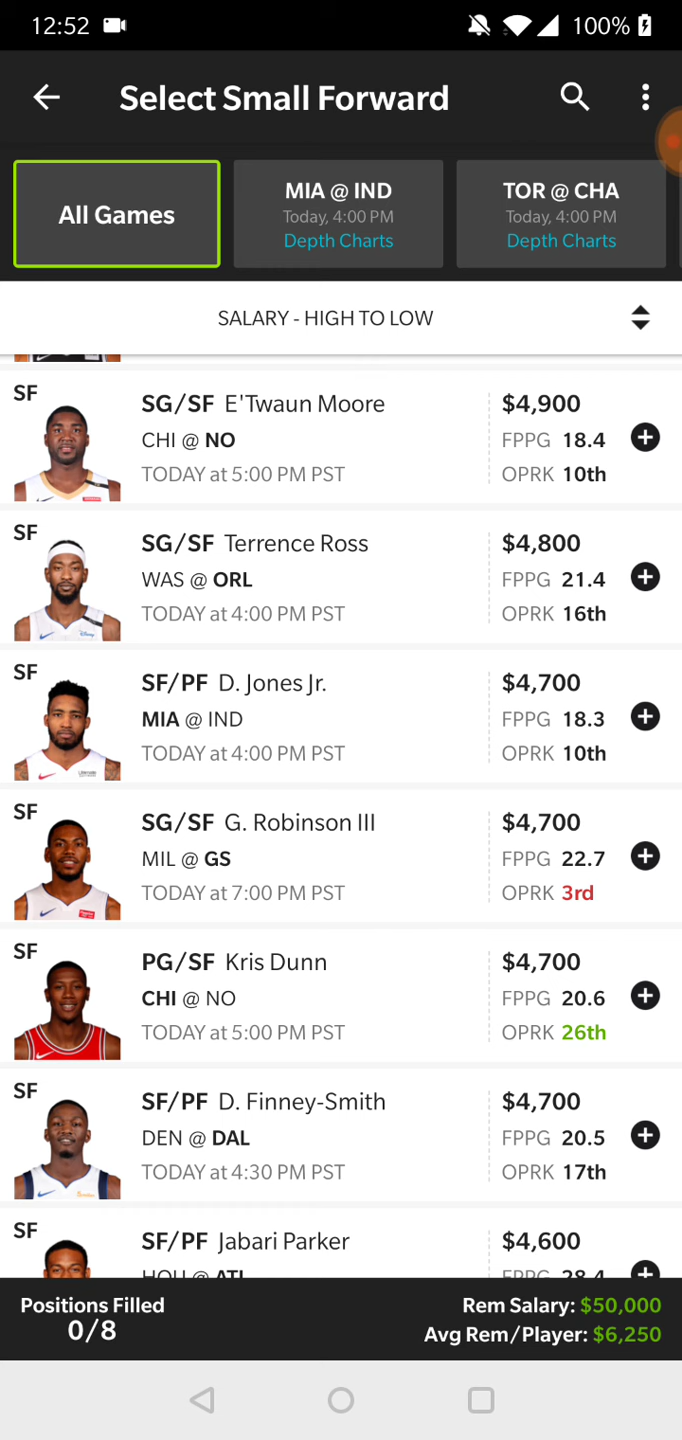 12:52
100%
Select Small Forward
All Games
MIA @ IND
Today, 4:00 PM
Depth Charts
TOR @ CHA
Today, 4:00 PM
Depth Charts
SALARY - HIGH TO LOW
SF
SG/SF E'Twaun Moore
CHI @ NO
TODAY at 5:00 PM PST
$4,900
FPPG 18.4
OPRK 10th
SF
SG/SF Terrence Ross
WAS @ ORL
TODAY at 4:00 PM PST
$4,800
FPPG 21.4
OPRK 16th
SF
SF/PF D. Jones Jr.
MIA @ IND
TODAY at 4:00 PM PST
$4,700
FPPG 18.3
OPRK 10th
SF
SG/SF G. Robinson III
MIL @ GS
TODAY at 7:00 PM PST
$4,700
FPPG 22.7
OPRK 3rd
SF
PG/SF Kris Dunn
CHI @ NO
TODAY at 5:00 PM PST
$4,700
FPPG 20.6
OPRK 26th
SF
SF/PF D. Finney-Smith
DEN @ DAL
TODAY at 4:30 PM PST
$4,700
FPPG 20.5
OPRK 17th
SF
SF/PF Jabari Parker
HOU @ ATL
$4,600
FPPG 28.4
Positions Filled
0/8
Rem Salary: $50,000
Avg Rem/Player: $6,250